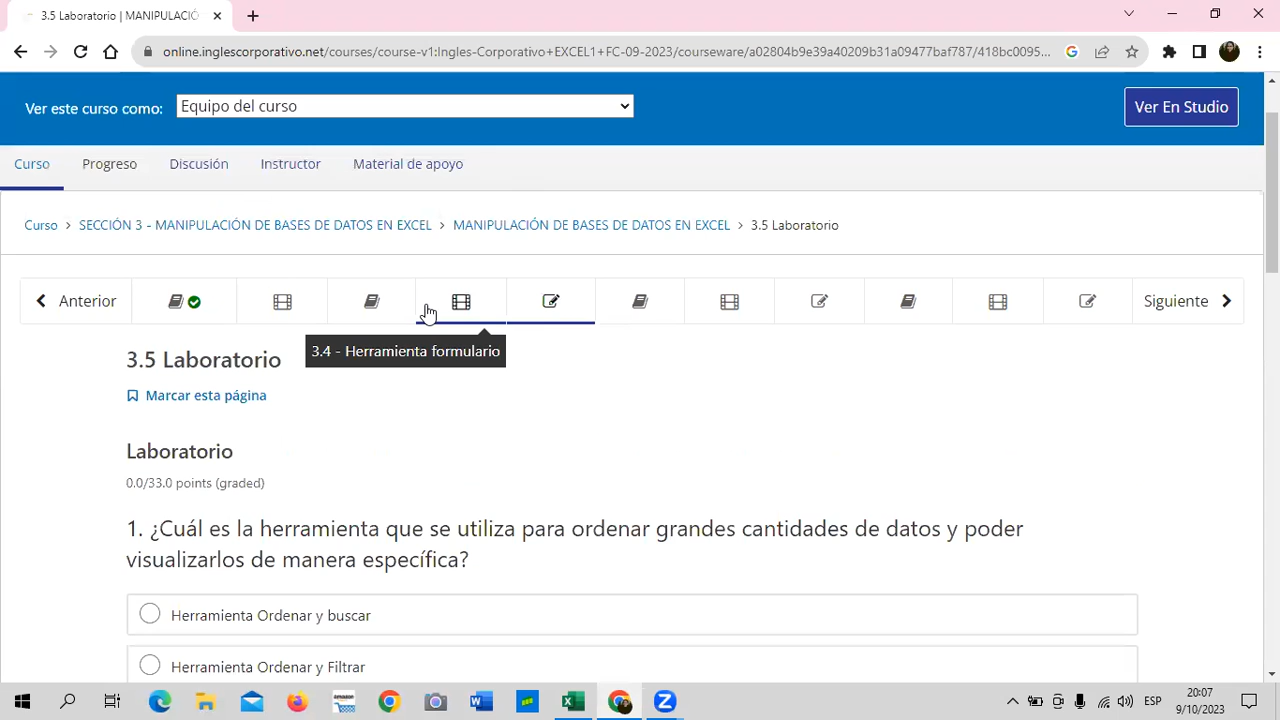 3.5 Laboratorio | MANIPULACIÓ
online.inglescorporativo.net/courses/course-v1:Ingles-Corporativo+EXCEL1+FC-09-2023/courseware/a02804b9e39a40209b31a09477baf787/418bc0095...
Ver este curso como:
Equipo del curso
Ver En Studio
Curso
Progreso
Discusión
Instructor
Material de apoyo
Curso > SECCIÓN 3 - MANIPULACIÓN DE BASES DE DATOS EN EXCEL > MANIPULACIÓN DE BASES DE DATOS EN EXCEL > 3.5 Laboratorio
Anterior
Siguiente
3.4 - Herramienta formulario
3.5 Laboratorio
Marcar esta página
Laboratorio
0.0/33.0 points (graded)
1. ¿Cuál es la herramienta que se utiliza para ordenar grandes cantidades de datos y poder
visualizarlos de manera específica?
Herramienta Ordenar y buscar
Herramienta Ordenar y Filtrar
ESP
20:07
9/10/2023